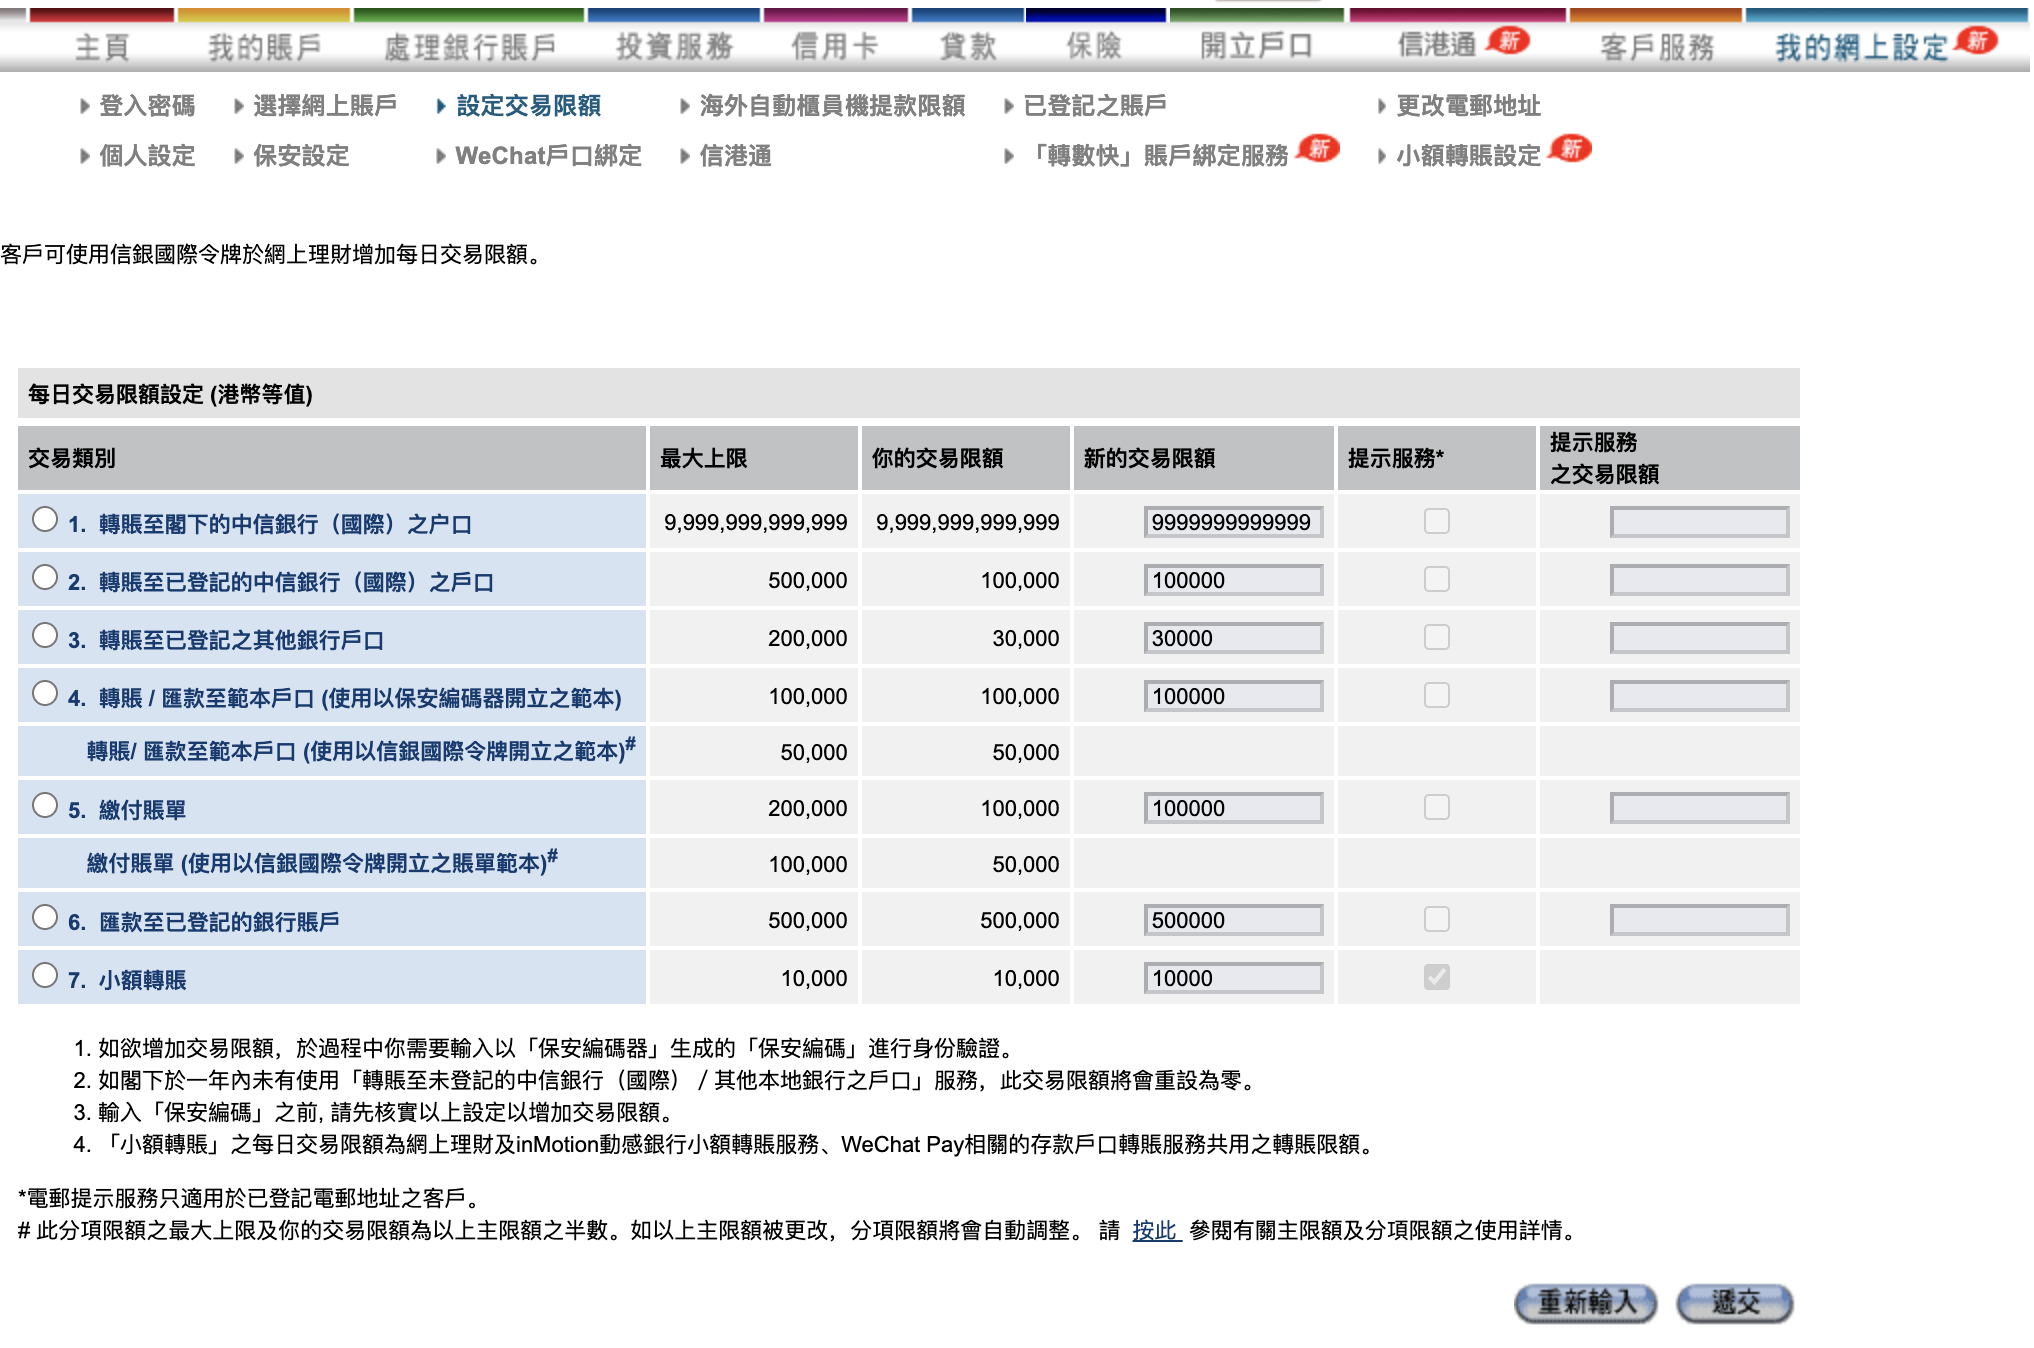 主頁 我的賬戶 處理銀行賬戶 投資服務 信用卡 貸款 保險 開立戶口 信港通 新 客戶服務 我的網上設定 新
登入密碼 選擇網上賬戶 設定交易限額 海外自動櫃員機提款限額 已登記之賬戶 更改電郵地址
個人設定 保安設定 WeChat戶口綁定 信港通 「轉數快」賬戶綁定服務 新 小額轉賬設定 新
客戶可使用信銀國際令牌於網上理財增加每日交易限額。
每日交易限額設定 (港幣等值)
交易類別 最大上限 你的交易限額 新的交易限額 提示服務* 提示服務
之交易限額
1. 轉賬至閣下的中信銀行（國際）之户口 9,999,999,999,999 9,999,999,999,999 9999999999999
2. 轉賬至已登記的中信銀行（國際）之戶口 500,000 100,000 100000
3. 轉賬至已登記之其他銀行戶口 200,000 30,000 30000
4. 轉賬 / 匯款至範本戶口 (使用以保安編碼器開立之範本) 100,000 100,000 100000
轉賬/ 匯款至範本戶口 (使用以信銀國際令牌開立之範本)# 50,000 50,000
5. 繳付賬單 200,000 100,000 100000
繳付賬單 (使用以信銀國際令牌開立之賬單範本)# 100,000 50,000
6. 匯款至已登記的銀行賬戶 500,000 500,000 500000
7. 小額轉賬 10,000 10,000 10000
1. 如欲增加交易限額，於過程中你需要輸入以「保安編碼器」生成的「保安編碼」進行身份驗證。
2. 如閣下於一年內未有使用「轉賬至未登記的中信銀行（國際）／其他本地銀行之戶口」服務，此交易限額將會重設為零。
3. 輸入「保安編碼」之前, 請先核實以上設定以增加交易限額。
4. 「小額轉賬」之每日交易限額為網上理財及inMotion動感銀行小額轉賬服務、WeChat Pay相關的存款戶口轉賬服務共用之轉賬限額。
*電郵提示服務只適用於已登記電郵地址之客戶。
# 此分項限額之最大上限及你的交易限額為以上主限額之半數。如以上主限額被更改，分項限額將會自動調整。 請 按此 參閱有關主限額及分項限額之使用詳情。
重新輸入 遞交